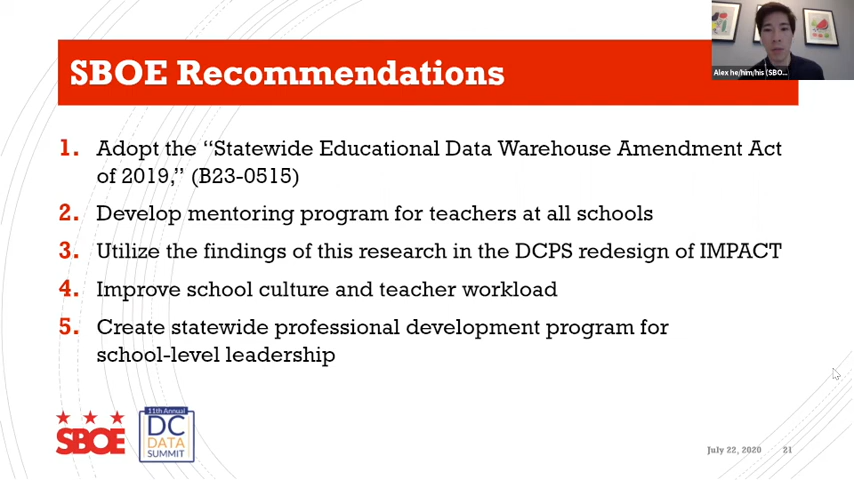 SBOE Recommendations
Alex he/him/his (SBO...
1. Adopt the “Statewide Educational Data Warehouse Amendment Act
of 2019,” (B23-0515)
2. Develop mentoring program for teachers at all schools
3. Utilize the findings of this research in the DCPS redesign of IMPACT
4. Improve school culture and teacher workload
5. Create statewide professional development program for
school-level leadership
SBOE
11th Annual
DC
DATA
SUMMIT
July 22, 2020 21